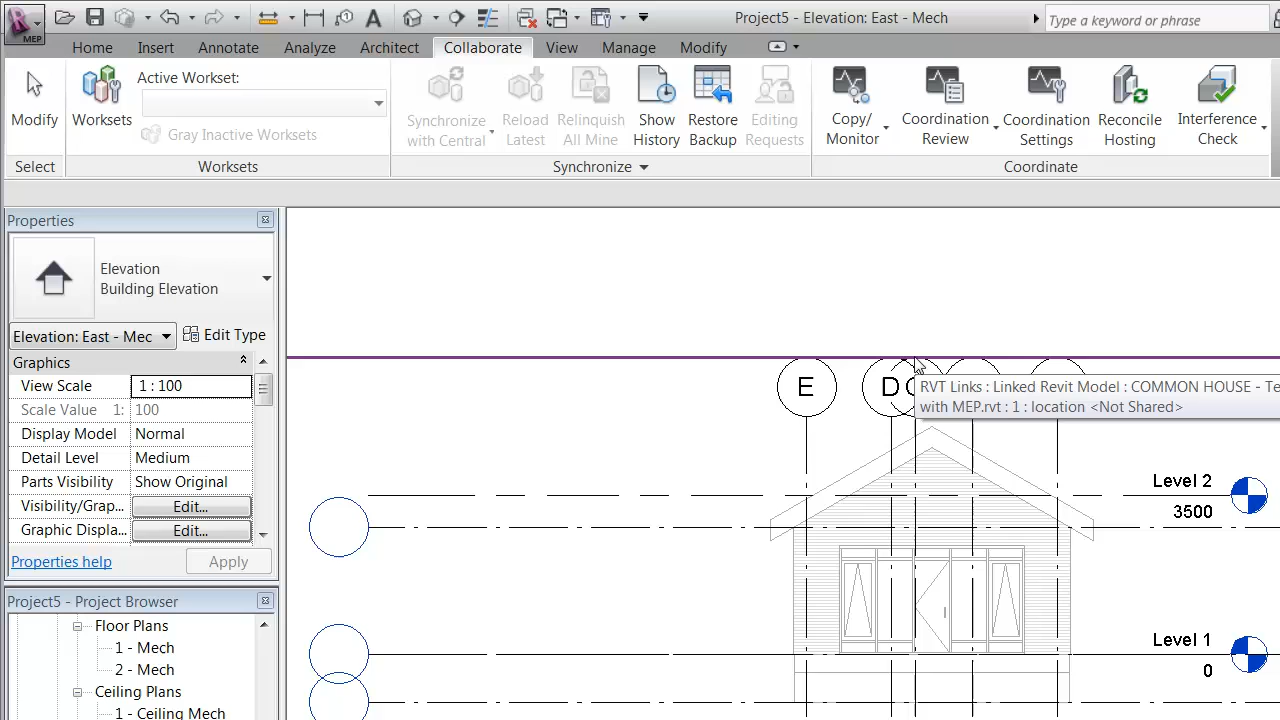 MEP
Project5 - Elevation: East - Mech
Type a keyword or phrase
Home Insert Annotate Analyze Architect Collaborate View Manage Modify
Modify
Select
Worksets
Active Workset:
Gray Inactive Worksets
Worksets
Synchronize
with Central
Reload
Latest
Relinquish
All Mine
Show
History
Restore
Backup
Editing
Requests
Synchronize
Copy/
Monitor
Coordination
Review
Coordination
Settings
Reconcile
Hosting
Interference
Check
Coordinate
Properties
Elevation
Building Elevation
Elevation: East - Mec
Edit Type
Graphics
View Scale 1 : 100
Scale Value 1: 100
Display Model Normal
Detail Level Medium
Parts Visibility Show Original
Visibility/Grap... Edit...
Graphic Displa... Edit...
Properties help
Apply
Project5 - Project Browser
Floor Plans
1 - Mech
2 - Mech
Ceiling Plans
1 - Ceiling Mech
E
D
RVT Links : Linked Revit Model : COMMON HOUSE - Te
with MEP.rvt : 1 : location <Not Shared>
Level 2
3500
Level 1
0